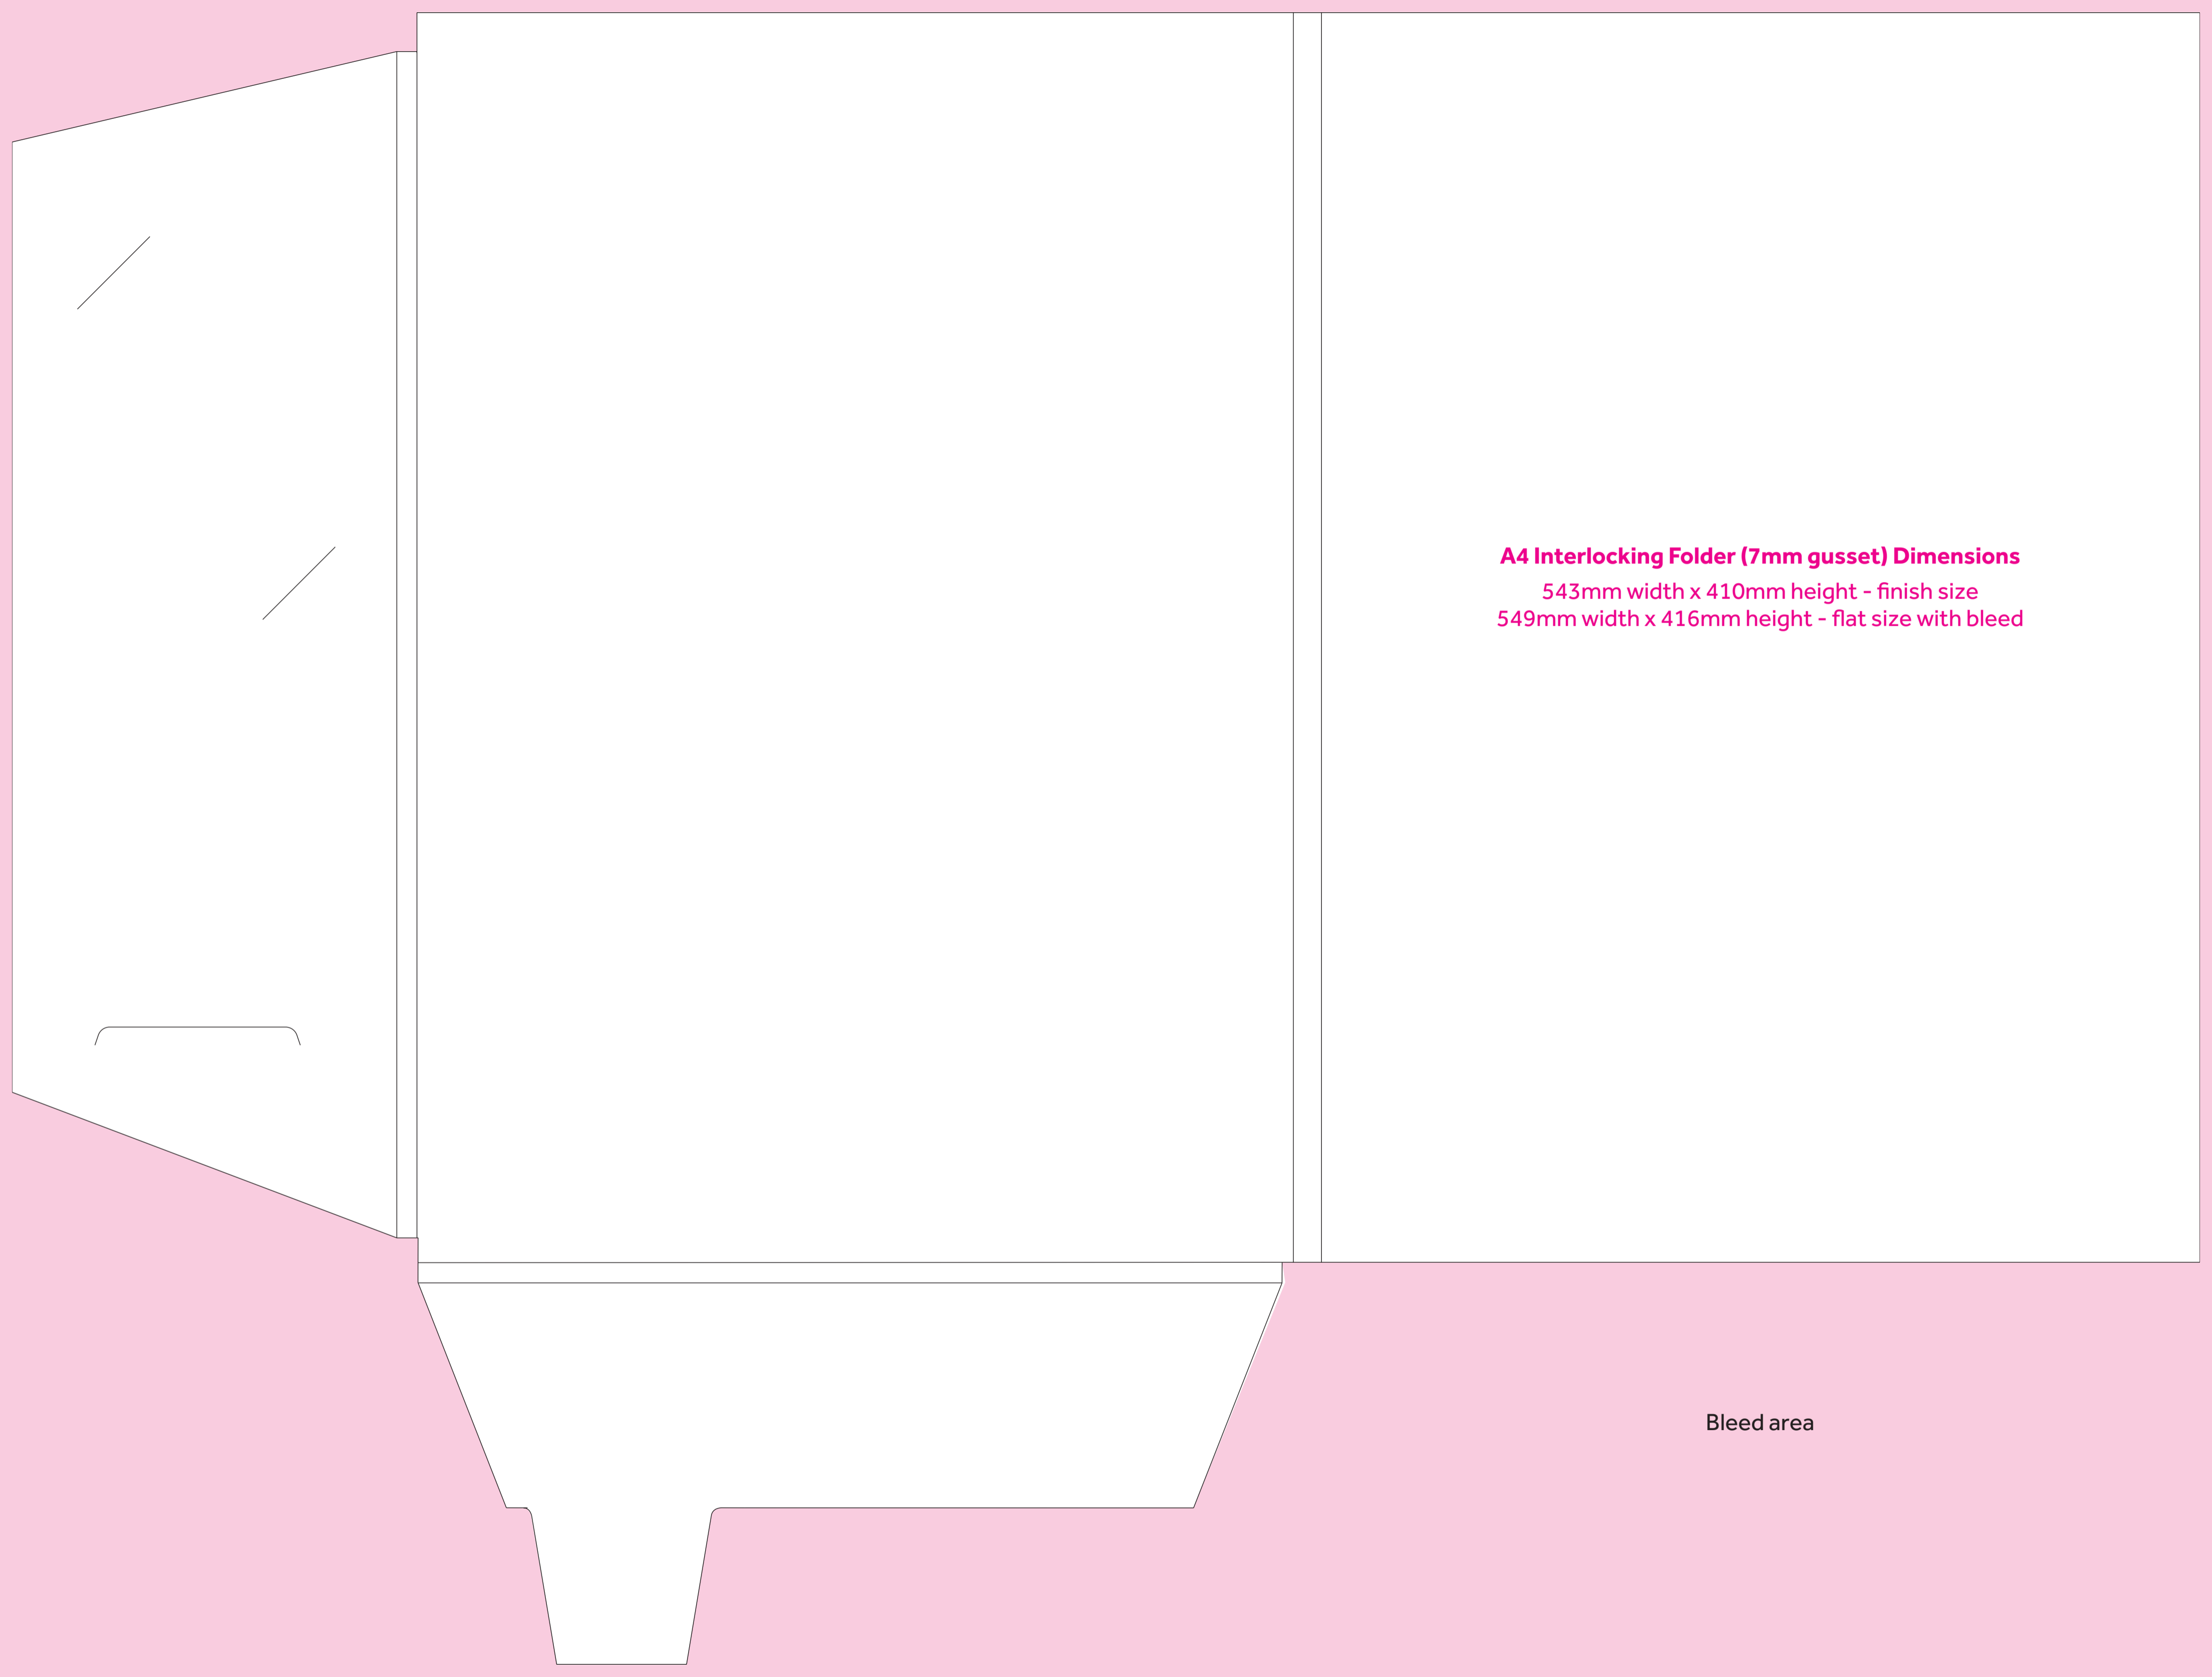 A4 Interlocking Folder (7mm gusset) Dimensions
543mm width x 410mm height - finish size
549mm width x 416mm height - flat size with bleed
Bleed area